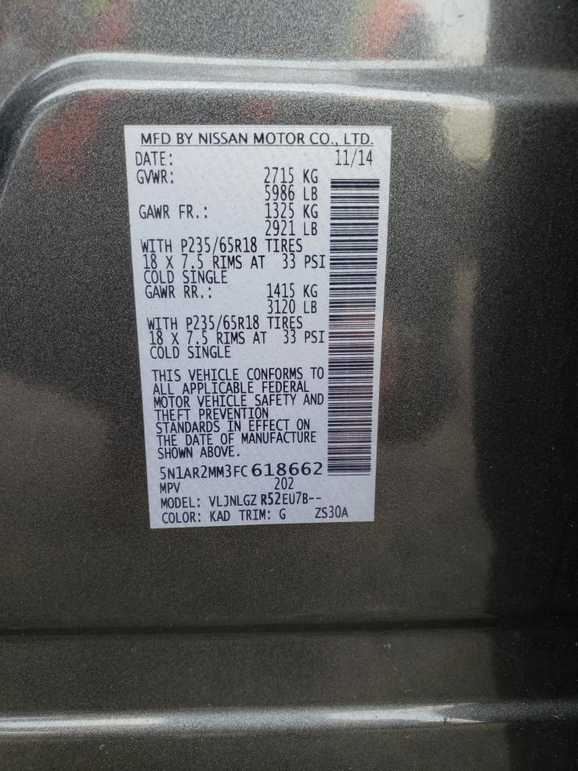 MFD BY NISSAN MOTOR CO., LTD.
DATE: 11/14
GVWR: 2715 KG
5986 LB
GAWR FR.: 1325 KG
2921 LB
WITH P235/65R18 TIRES
18 X 7.5 RIMS AT 33 PSI
COLD SINGLE
GAWR RR.: 1415 KG
3120 LB
WITH P235/65R18 TIRES
18 X 7.5 RIMS AT 33 PSI
COLD SINGLE
THIS VEHICLE CONFORMS TO
ALL APPLICABLE FEDERAL
MOTOR VEHICLE SAFETY AND
THEFT PREVENTION
STANDARDS IN EFFECT ON
THE DATE OF MANUFACTURE
SHOWN ABOVE.
5N1AR2MM3FC618662
MPV 202
MODEL: VLJNLGZ R52EU7B--
COLOR: KAD TRIM: G ZS30A